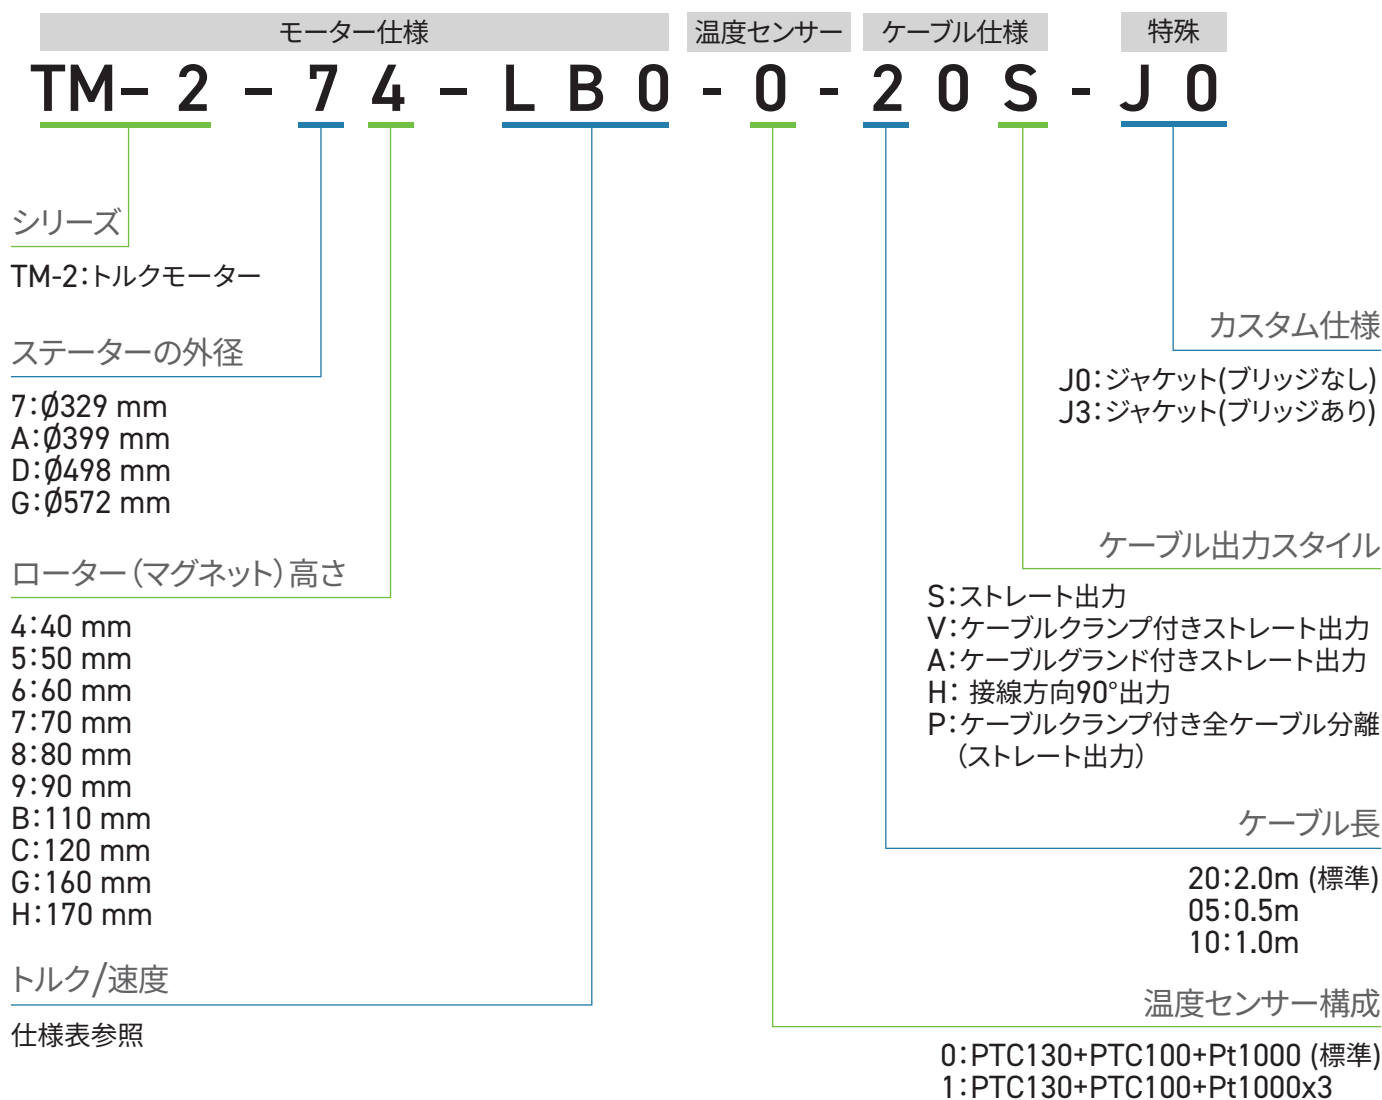 モーター仕様 温度センサー ケーブル仕様 特殊
TM– 2 – 7 4 – L B 0 - 0 - 2 0 S - J 0
シリーズ
TM-2:トルクモーター
ステーターの外径
7:Ø329 mm
A:Ø399 mm
D:Ø498 mm
G:Ø572 mm
ローター(マグネット)高さ
4:40 mm
5:50 mm
6:60 mm
7:70 mm
8:80 mm
9:90 mm
B:110 mm
C:120 mm
G:160 mm
H:170 mm
トルク/速度
仕様表参照
カスタム仕様
J0:ジャケット(ブリッジなし)
J3:ジャケット(ブリッジあり)
ケーブル出力スタイル
S:ストレート出力
V:ケーブルクランプ付きストレート出力
A:ケーブルグランド付きストレート出力
H: 接線方向90°出力
P:ケーブルクランプ付き全ケーブル分離
(ストレート出力)
ケーブル長
20:2.0m (標準)
05:0.5m
10:1.0m
温度センサー構成
0:PTC130+PTC100+Pt1000 (標準)
1:PTC130+PTC100+Pt1000x3